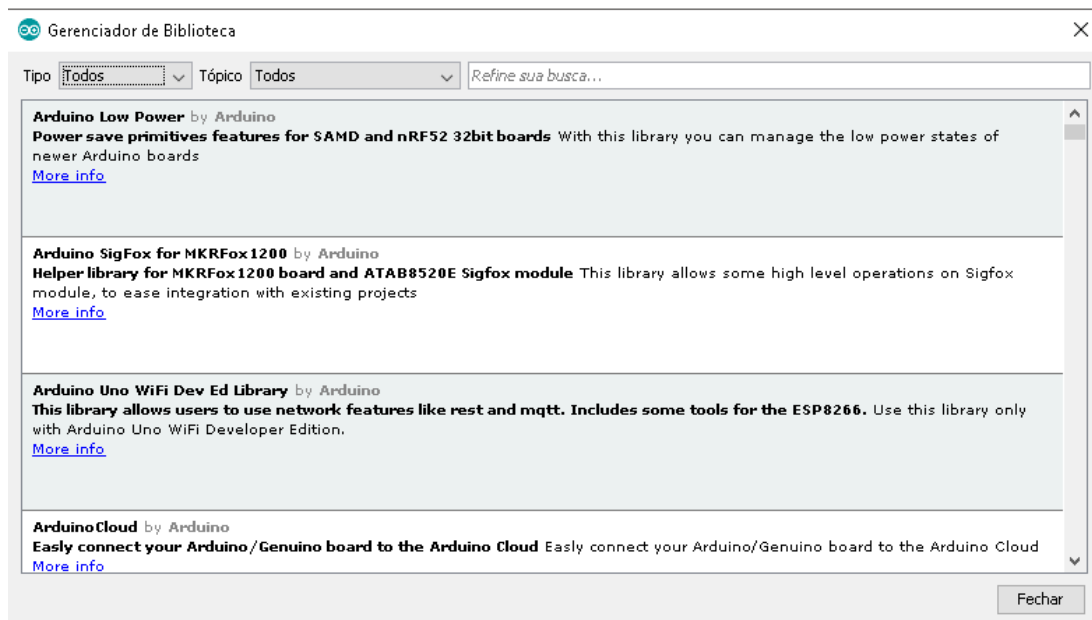 Gerenciador de Biblioteca
Tipo Todos Tópico Todos Refine sua busca...
Arduino Low Power by Arduino
Power save primitives features for SAMD and nRF52 32bit boards With this library you can manage the low power states of
newer Arduino boards
More info
Arduino SigFox for MKRFox1200 by Arduino
Helper library for MKRFox1200 board and ATAB8520E Sigfox module This library allows some high level operations on Sigfox
module, to ease integration with existing projects
More info
Arduino Uno WiFi Dev Ed Library by Arduino
This library allows users to use network features like rest and mqtt. Includes some tools for the ESP8266. Use this library only
with Arduino Uno WiFi Developer Edition.
More info
ArduinoCloud by Arduino
Easly connect your Arduino/Genuino board to the Arduino Cloud Easly connect your Arduino/Genuino board to the Arduino Cloud
More info
Fechar